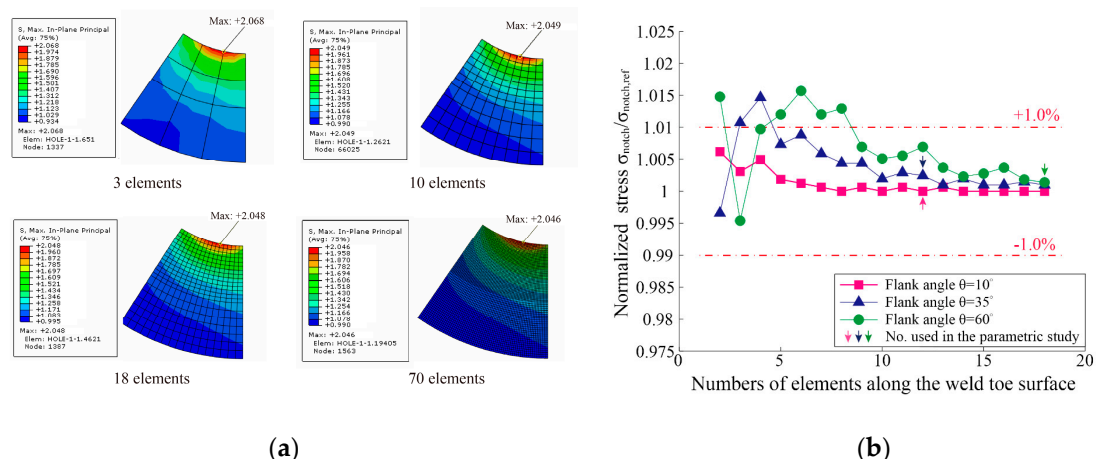 Max: +2.068
S, Max. In-Plane Principal
(Avg: 75%)
+2.068
+1.974
+1.879
+1.785
+1.690
+1.596
+1.501
+1.407
+1.312
+1.218
+1.123
+1.029
+0.934
Max: +2.068
Elem: HOLE-1-1.651
Node: 1337
3 elements
Max: +2.049
S, Max. In-Plane Principal
(Avg: 75%)
+2.049
+1.961
+1.873
+1.785
+1.696
+1.608
+1.520
+1.431
+1.343
+1.255
+1.166
+1.078
+0.990
Max: +2.049
Elem: HOLE-1-1.2621
Node: 66025
10 elements
Max: +2.048
S, Max. In-Plane Principal
(Avg: 75%)
+2.048
+1.960
+1.872
+1.785
+1.697
+1.609
+1.521
+1.434
+1.346
+1.258
+1.171
+1.083
+0.995
Max: +2.048
Elem: HOLE-1-1.4621
Node: 1387
18 elements
Max: +2.046
S, Max. In-Plane Principal
(Avg: 75%)
+2.046
+1.958
+1.870
+1.782
+1.694
+1.606
+1.518
+1.430
+1.342
+1.254
+1.166
+1.078
+0.990
Max: +2.046
Elem: HOLE-1-1.19405
Node: 1563
70 elements
(a)
Normalized stress σnotch/σnotch,ref
1.025
1.02
1.015
1.01
1.005
1
0.995
0.99
0.985
0.98
0.975
+1.0%
-1.0%
Flank angle θ=10°
Flank angle θ=35°
Flank angle θ=60°
No. used in the parametric study
0 5 10 15 20
Numbers of elements along the weld toe surface
(b)